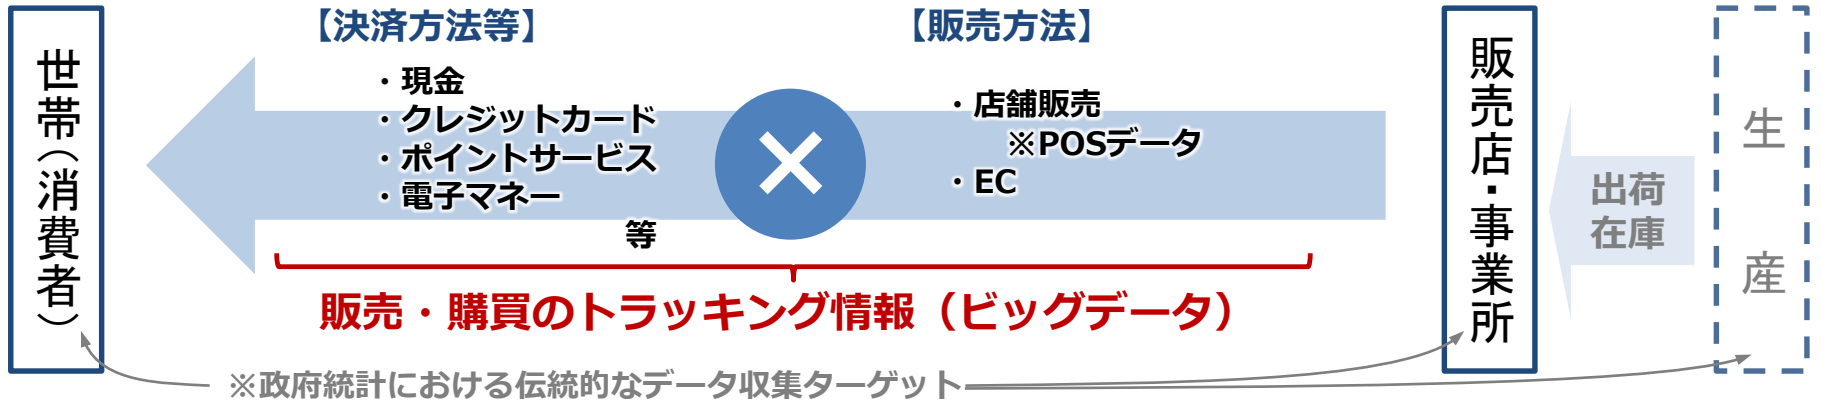 世帯（消費者）
【決済方法等】
・現金
・クレジットカード
・ポイントサービス
・電子マネー
等
×
【販売方法】
・店舗販売
※POSデータ
・EC
販売店・事業所
出荷
在庫
生産
販売・購買のトラッキング情報（ビッグデータ）
※政府統計における伝統的なデータ収集ターゲット